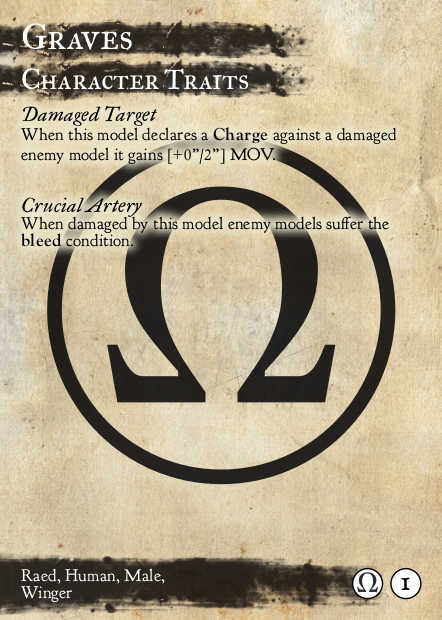 Graves
Character Traits
Damaged Target
When this model declares a Charge against a damaged
enemy model it gains [+0"/2"] MOV.
Crucial Artery
When damaged by this model enemy models suffer the
bleed condition.
Ω
Raed, Human, Male,
Winger
Ω 1